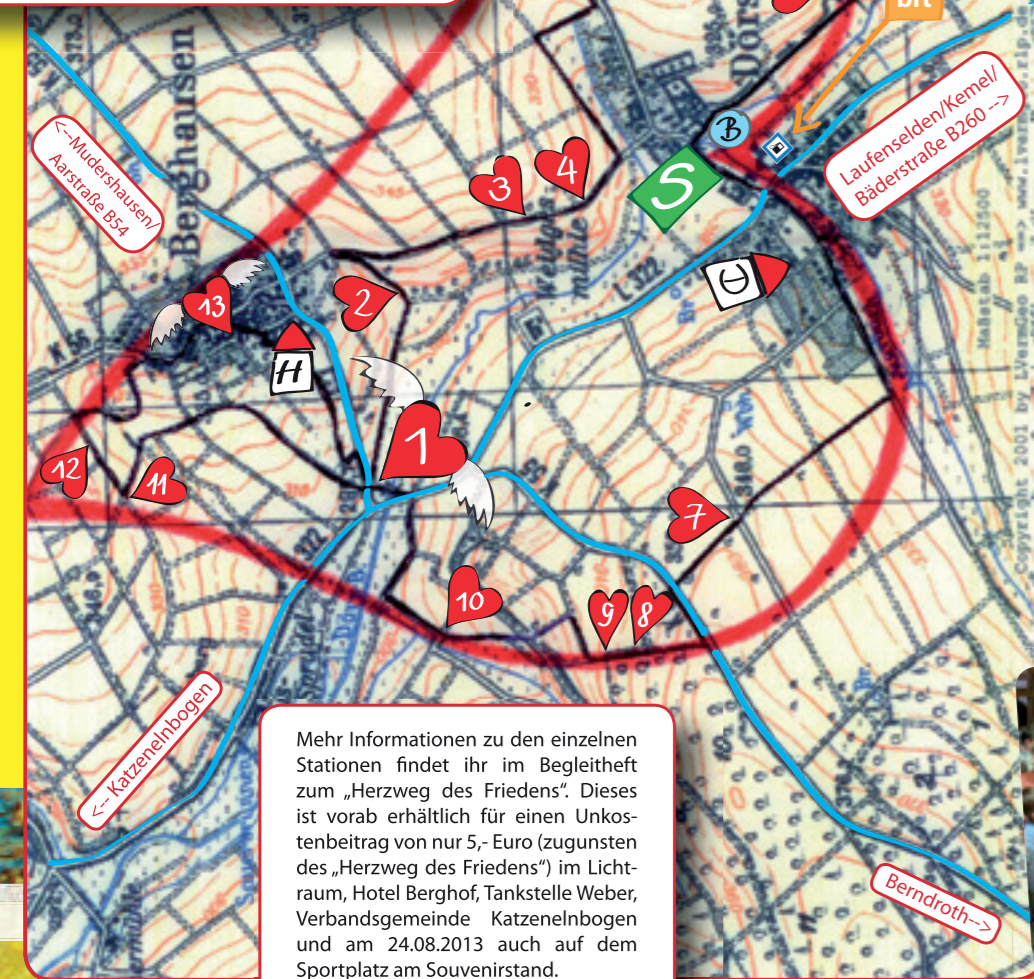 bft
Dörs
B
S
Laufenselden/Kemel/
Bäderstraße B260 -->
<--Mudershausen/
Aarstraße B54
Berghausen
3
4
2
13
H
1
12
11
7
10
9
8
<-- Katzenelnbogen
Berndroth-->
Mehr Informationen zu den einzelnen
Stationen findet ihr im Begleitheft
zum „Herzweg des Friedens“. Dieses
ist vorab erhältlich für einen Unkos-
tenbeitrag von nur 5,- Euro (zugunsten
des „Herzweg des Friedens“) im Licht-
raum, Hotel Berghof, Tankstelle Weber,
Verbandsgemeinde Katzenelnbogen
und am 24.08.2013 auch auf dem
Sportplatz am Souvenirstand.